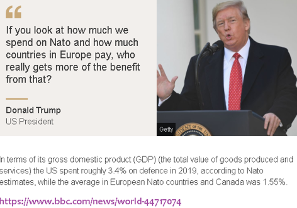 If you look at how much we
spend on Nato and how much
countries in Europe pay, who
really gets more of the benefit
from that?
Donald Trump
US President
Getty
In terms of its gross domestic product (GDP) (the total value of goods produced and
services) the US spent roughly 3.4% on defence in 2019, according to Nato
estimates, while the average in European Nato countries and Canada was 1.55%.
https://www.bbc.com/news/world-44717074